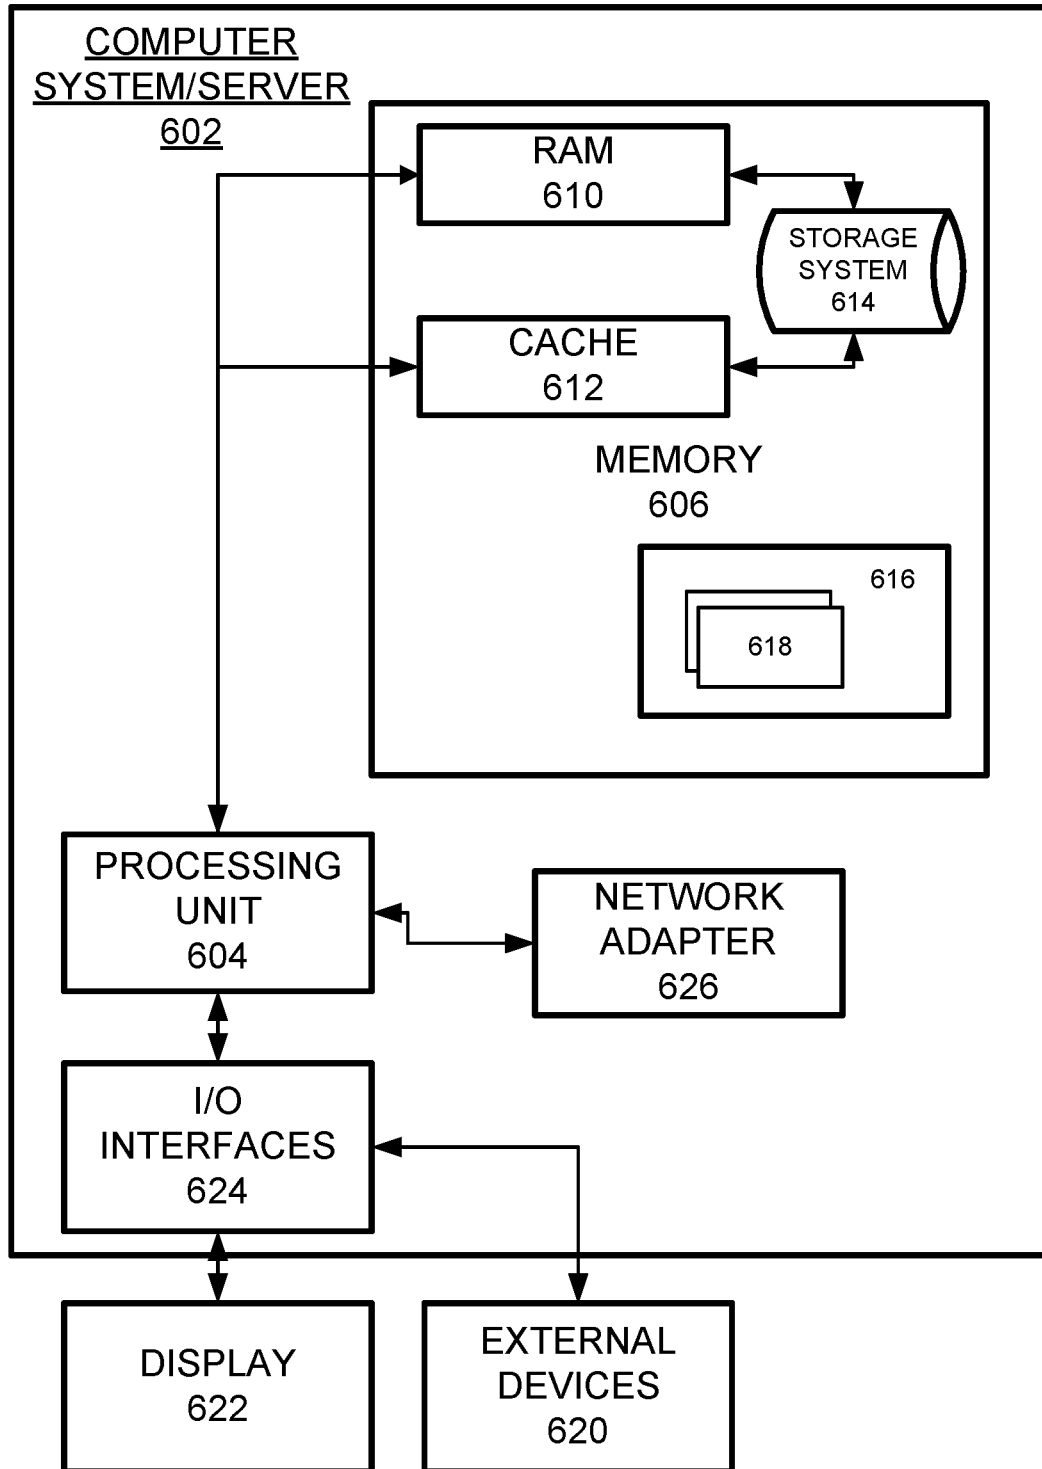 COMPUTER
SYSTEM/SERVER
602
RAM
610
STORAGE
SYSTEM
614
CACHE
612
MEMORY
606
616
618
PROCESSING
UNIT
604
NETWORK
ADAPTER
626
I/O
INTERFACES
624
DISPLAY
622
EXTERNAL
DEVICES
620